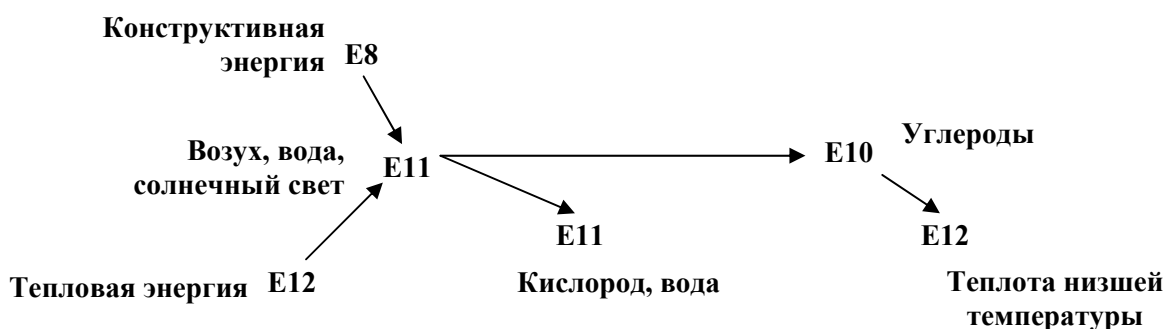 Конструктивная
энергия E8
Возух, вода,
солнечный свет E11
E10 Углероды
E11
Кислород, вода
E12
Теплота низшей
температуры
Тепловая энергия E12